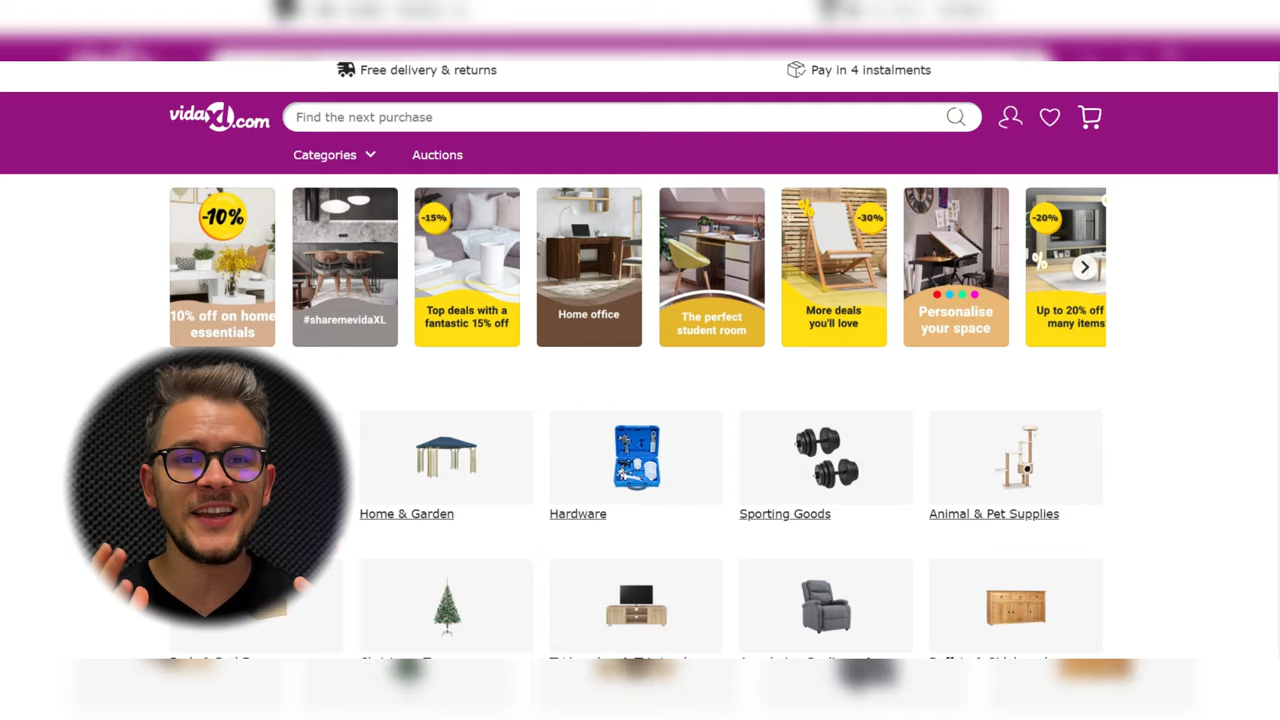 Free delivery & returns
Pay in 4 instalments
vidaXL.com
Find the next purchase
Categories
Auctions
-10%
10% off on home
essentials
#sharemevidaXL
-15%
Top deals with a
fantastic 15% off
Home office
The perfect
student room
%
-30%
More deals
you'll love
Personalise
your space
-20%
%
Up to 20% off
many items
Home & Garden
Hardware
Sporting Goods
Animal & Pet Supplies